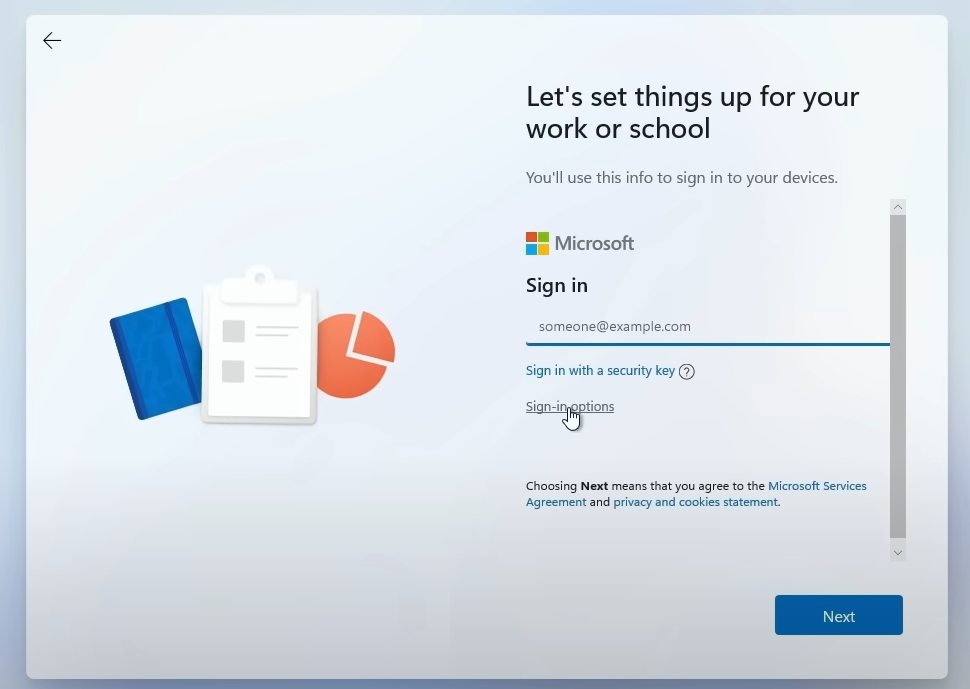 Let's set things up for your
work or school
You'll use this info to sign in to your devices.
Microsoft
Sign in
someone@example.com
Sign in with a security key ?
Sign-in options
Choosing Next means that you agree to the Microsoft Services
Agreement and privacy and cookies statement.
Next